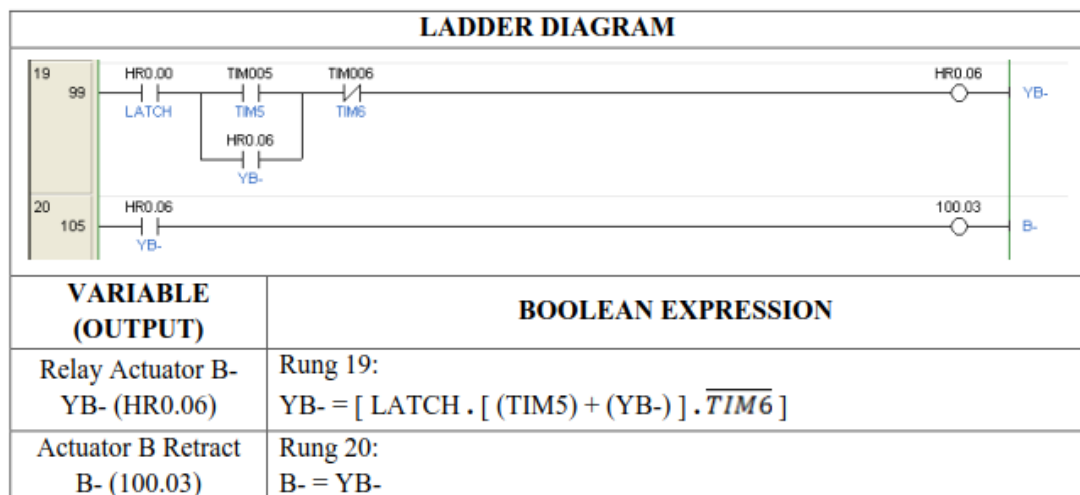 LADDER DIAGRAM
19 HR0.00 TIM005 TIM006 HR0.06
99 YB-
LATCH TIM5 TIM6
HR0.06
YB-
20 HR0.06 100.03
105 B-
YB-
VARIABLE
(OUTPUT)
BOOLEAN EXPRESSION
Relay Actuator B-
YB- (HR0.06)
Rung 19:
YB- = [ LATCH . [ (TIM5) + (YB-) ] . \overline{TIM6} ]
Actuator B Retract
B- (100.03)
Rung 20:
B- = YB-